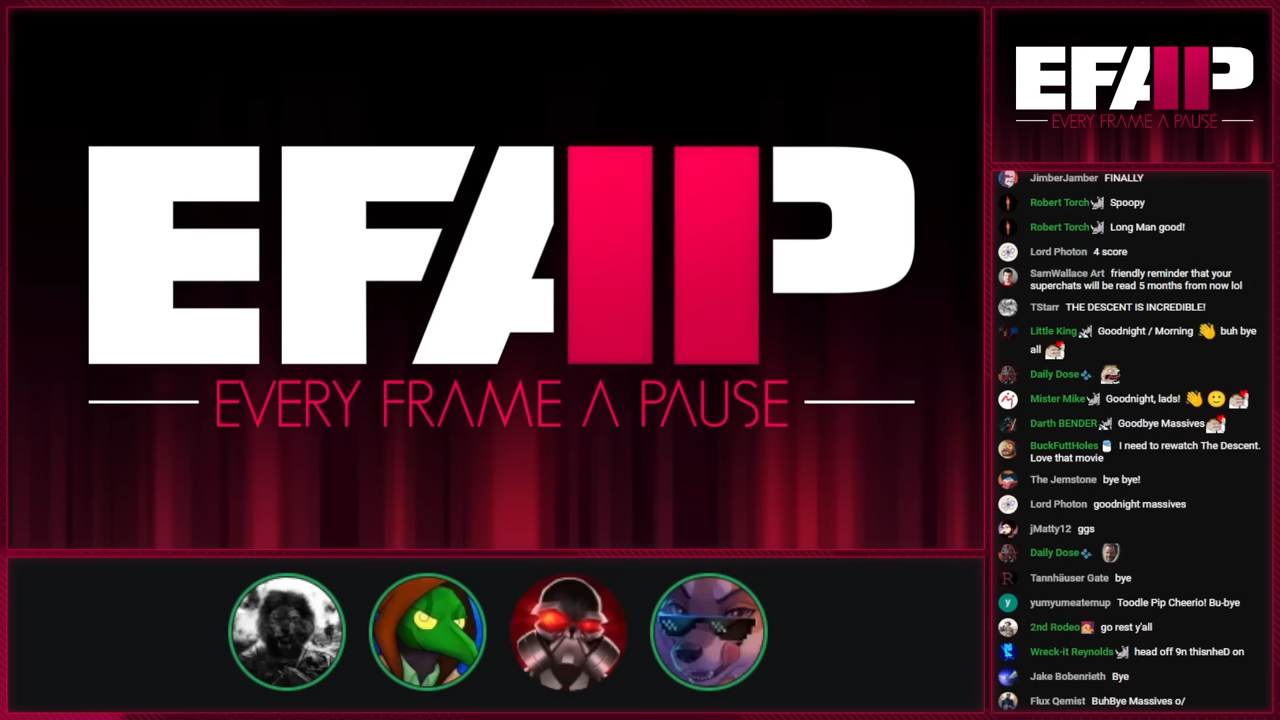 EFAP
EVERY FRAME A PAUSE
EFAP
EVERY FRAME A PAUSE
JimberJamber FINALLY
Robert Torch Spoopy
Robert Torch Long Man good!
Lord Photon 4 score
SamWallace Art friendly reminder that your
superchats will be read 5 months from now lol
TStarr THE DESCENT IS INCREDIBLE!
Little King Goodnight / Morning 👋 buh bye
all
Daily Dose
Mister Mike Goodnight, lads! 👋 🙂
Darth BENDER Goodbye Massives
BuckFuttHoles I need to rewatch The Descent.
Love that movie
The Jemstone bye bye!
Lord Photon goodnight massives
jMatty12 ggs
Daily Dose
R
Tannhäuser Gate bye
y
yumyumeatemup Toodle Pip Cheerio! Bu-bye
2nd Rodeo go rest y'all
Wreck-it Reynolds head off 9n thisnheD on
Jake Bobenrieth Bye
Flux Qemist BuhBye Massives o/